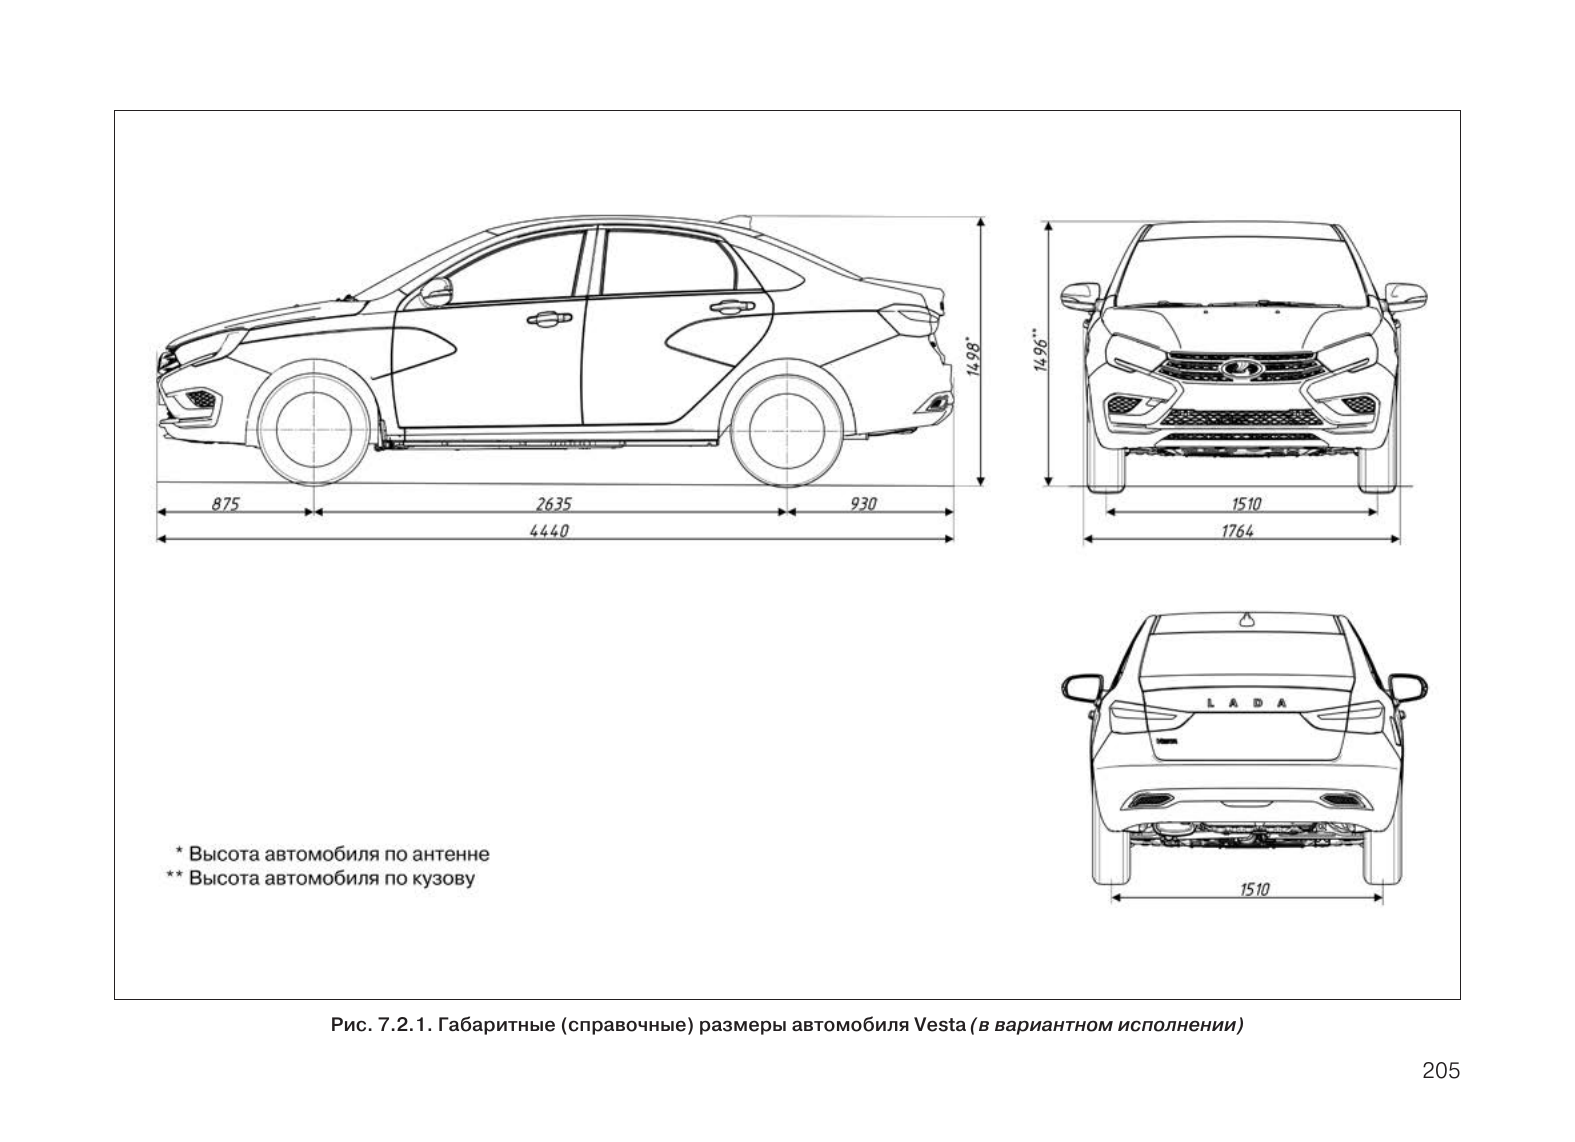 1498*
1496**
875
2635
930
4440
1510
1764
L A D A
1510
* Высота автомобиля по антенне
** Высота автомобиля по кузову
Рис. 7.2.1. Габаритные (справочные) размеры автомобиля Vesta (в вариантном исполнении)
205